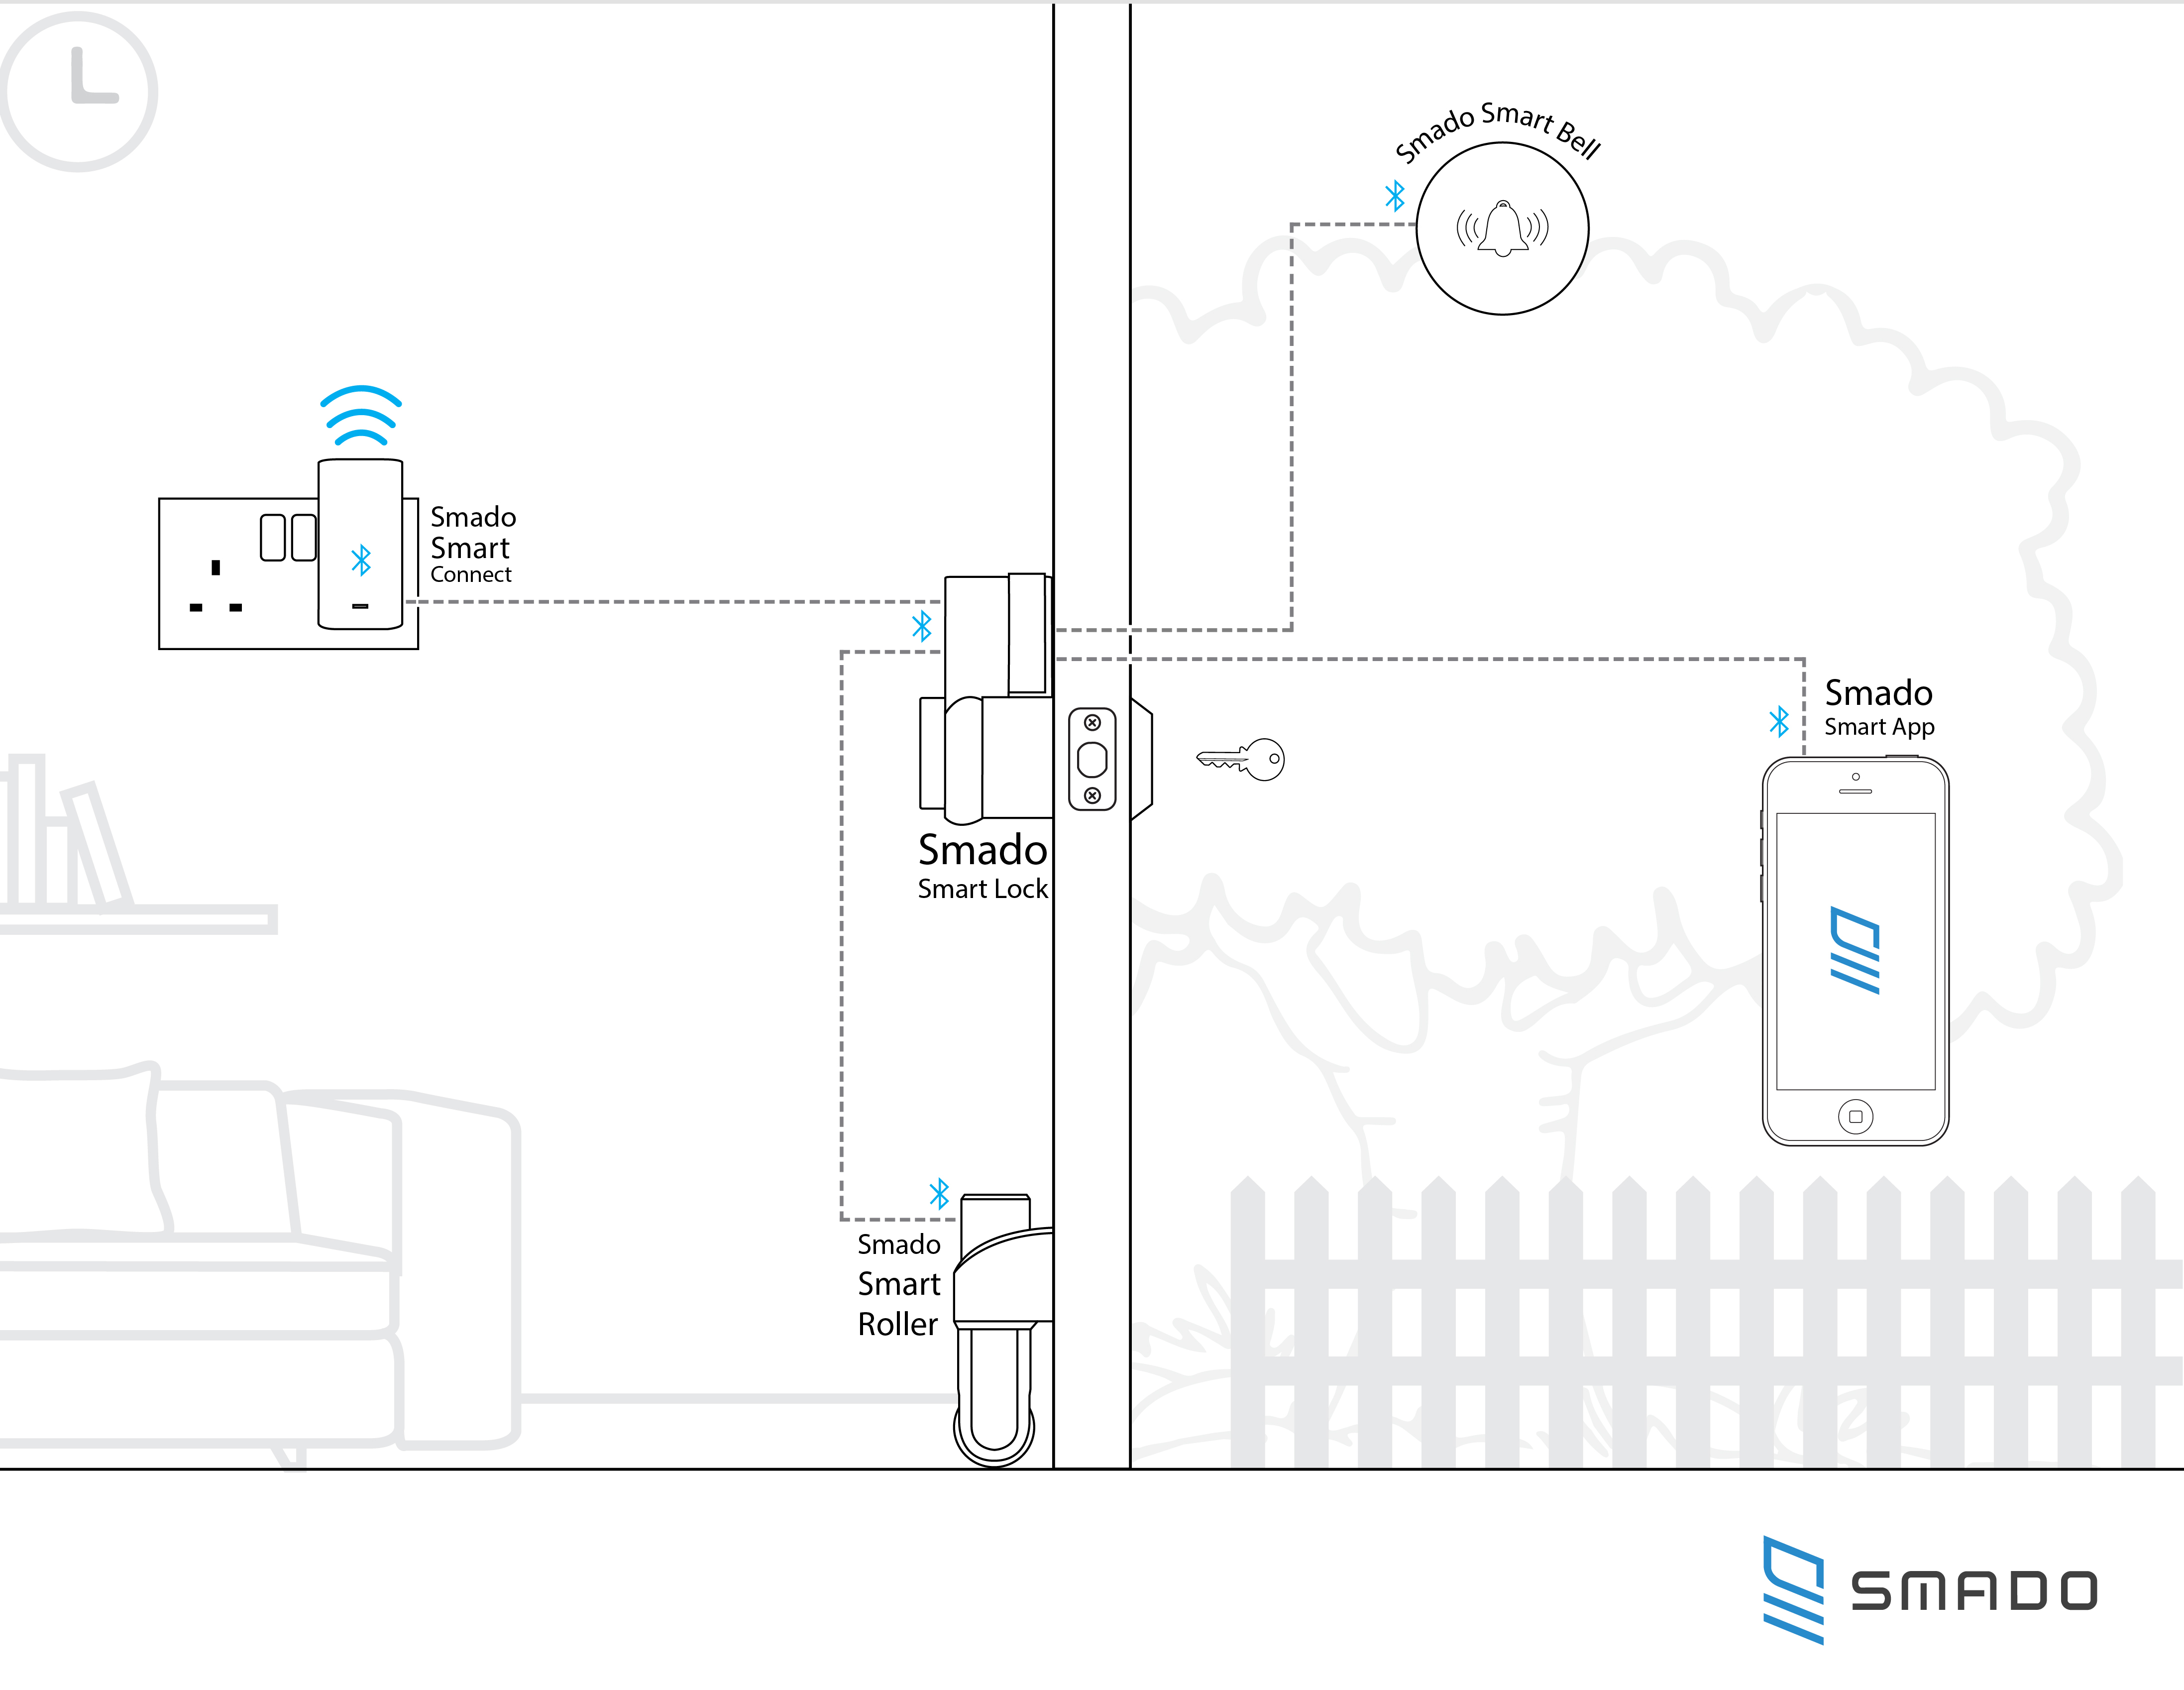 Smado Smart Bell
Smado
Smart
Connect
Smado
Smart App
Smado
Smart Lock
Smado
Smart
Roller
SMADO